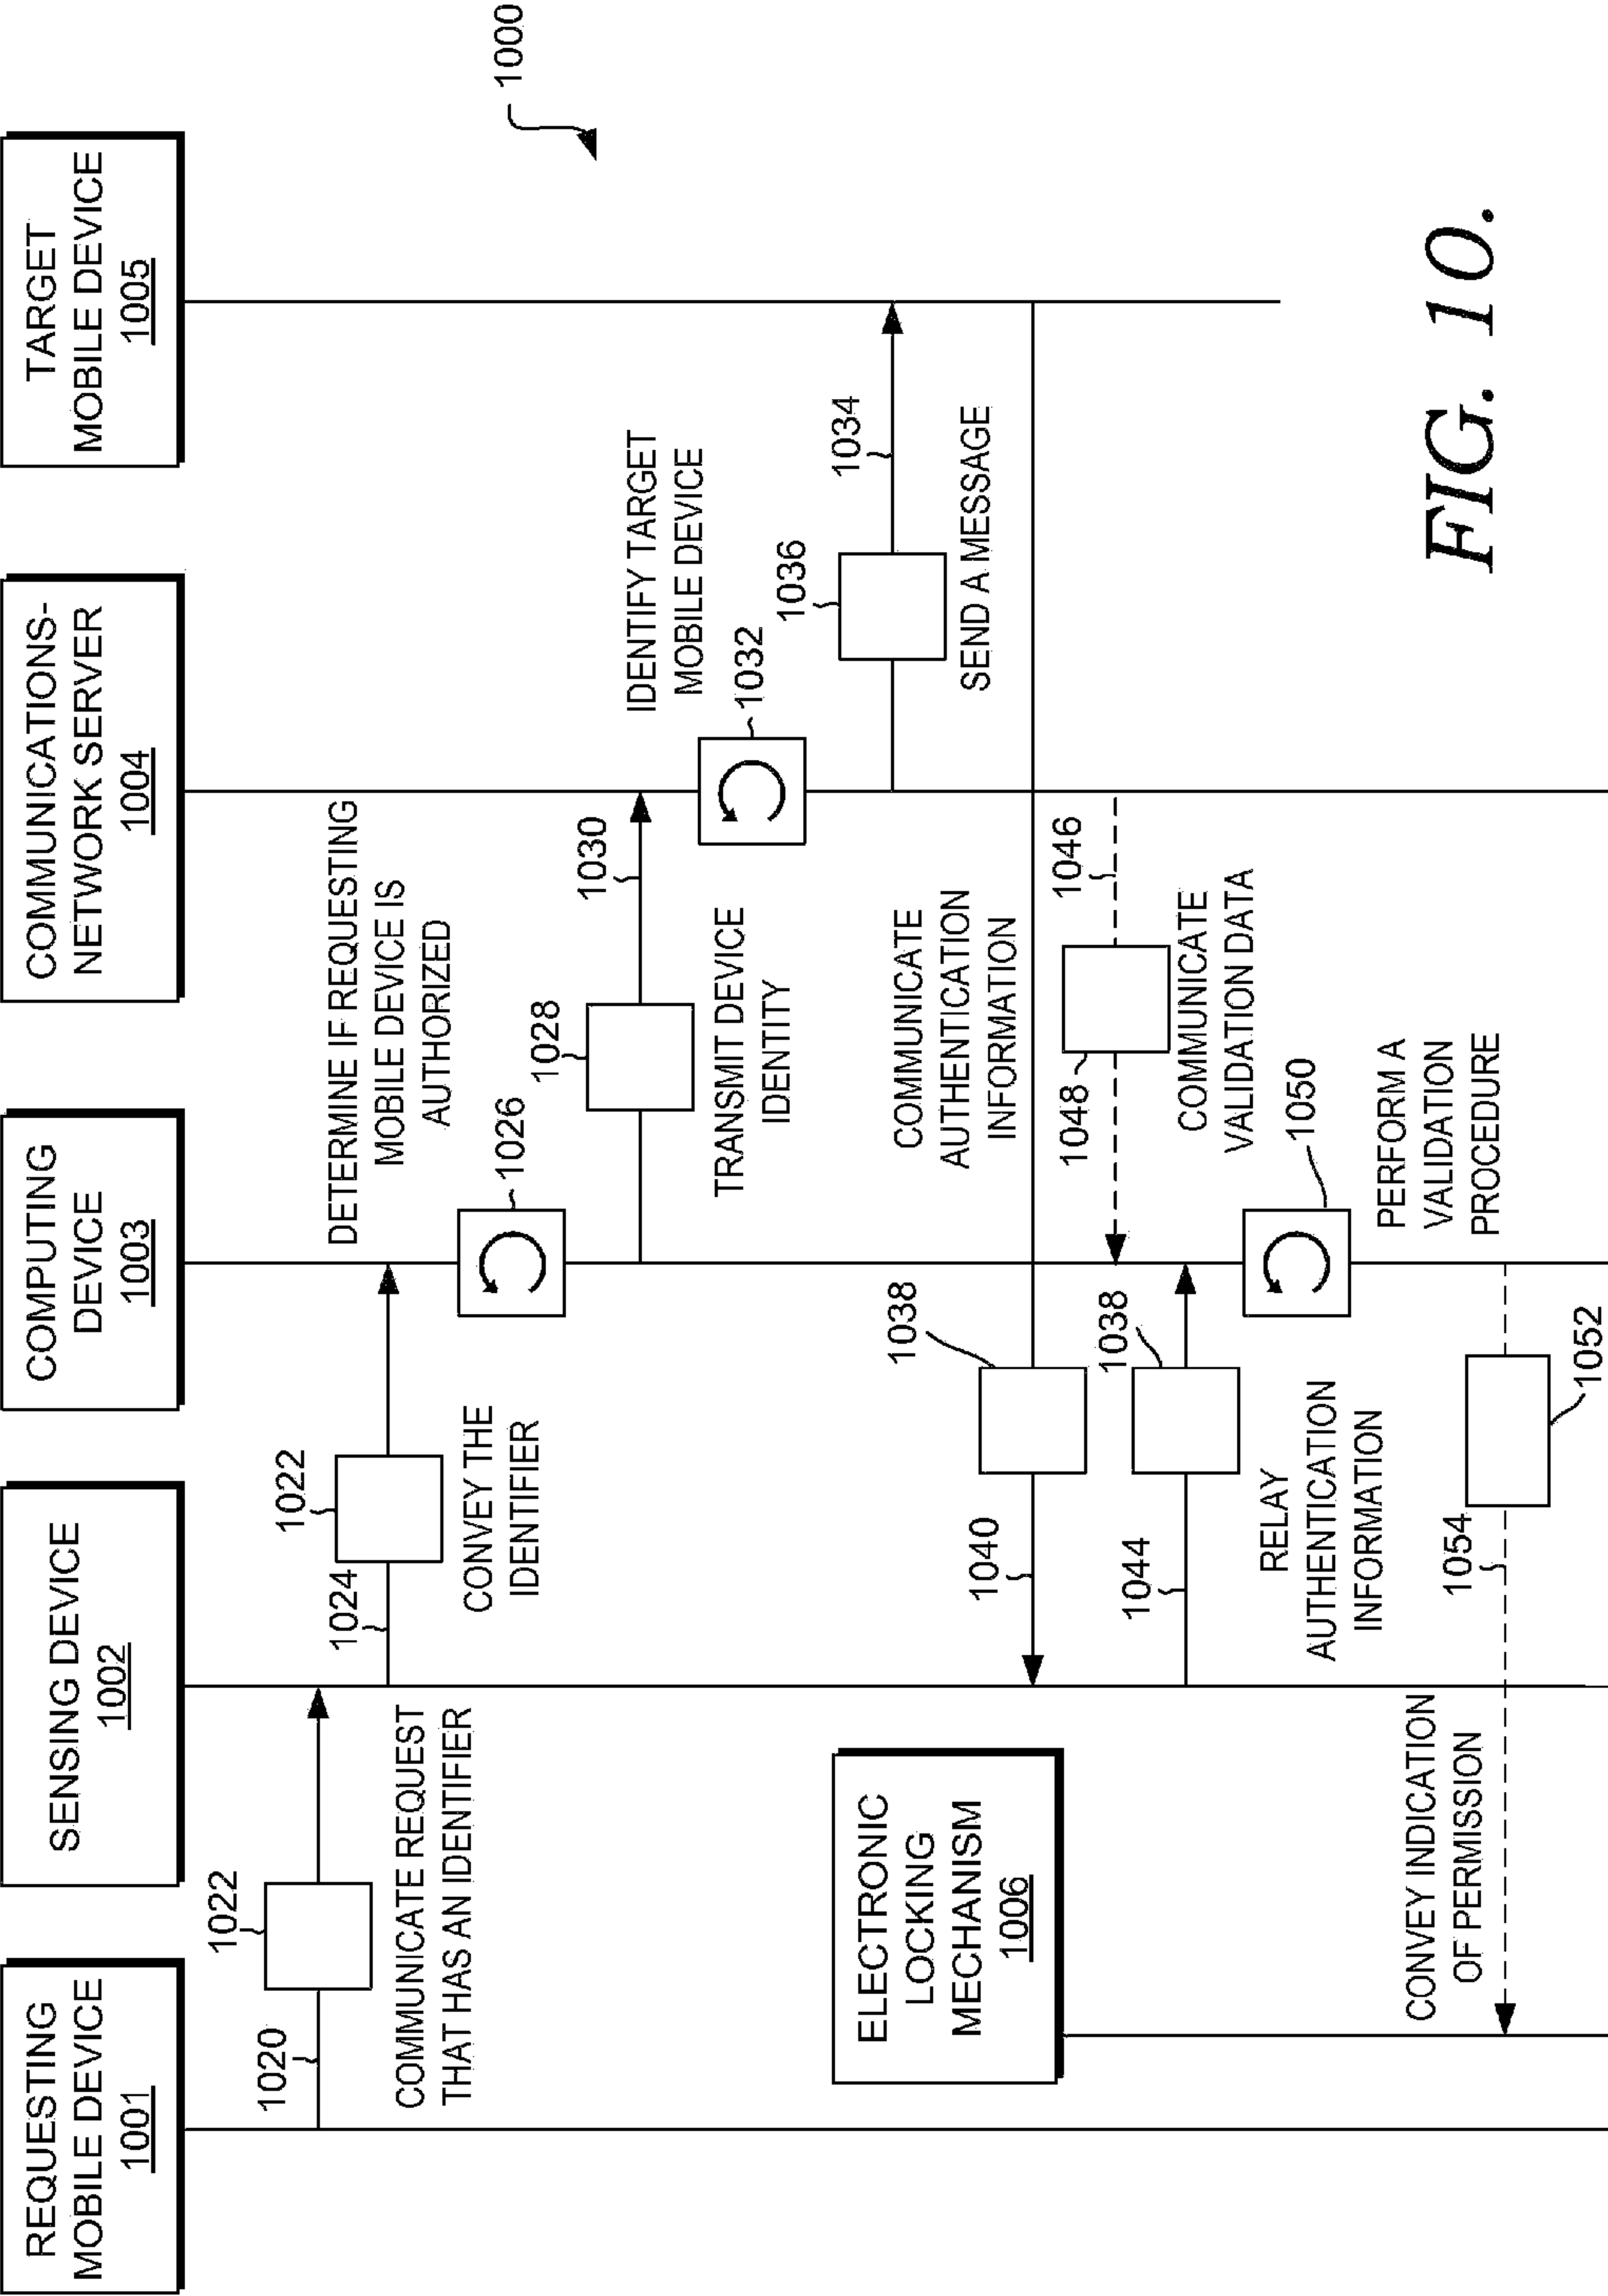 REQUESTING
MOBILE DEVICE
1001
SENSING DEVICE
1002
COMPUTING
DEVICE
1003
COMMUNICATIONS-
NETWORK SERVER
1004
TARGET
MOBILE DEVICE
1005
1000
1020
1022
COMMUNICATE REQUEST
THAT HAS AN IDENTIFIER
1024
1022
CONVEY THE
IDENTIFIER
DETERMINE IF REQUESTING
MOBILE DEVICE IS
AUTHORIZED
1026
1028
1030
TRANSMIT DEVICE
IDENTITY
IDENTIFY TARGET
MOBILE DEVICE
1032
1036
1034
SEND A MESSAGE
ELECTRONIC
LOCKING
MECHANISM
1006
1040
1038
COMMUNICATE
AUTHENTICATION
INFORMATION
1044
1038
RELAY
AUTHENTICATION
INFORMATION
1048
1046
COMMUNICATE
VALIDATION DATA
1050
PERFORM A
VALIDATION
PROCEDURE
CONVEY INDICATION
OF PERMISSION
1054
1052
FIG. 10.